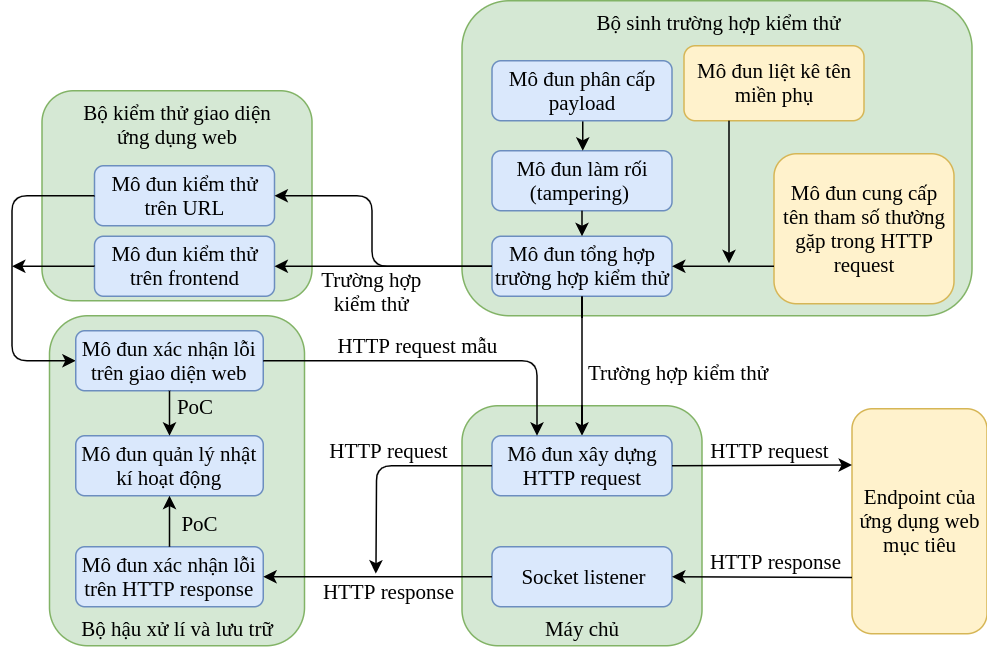 Bộ sinh trường hợp kiểm thử
Mô đun phân cấp
payload
Mô đun liệt kê tên
miền phụ
Mô đun làm rối
(tampering)
Mô đun cung cấp
tên tham số thường
gặp trong HTTP
request
Mô đun tổng hợp
trường hợp kiểm thử
Bộ kiểm thử giao diện
ứng dụng web
Mô đun kiểm thử
trên URL
Mô đun kiểm thử
trên frontend
Trường hợp
kiểm thử
Mô đun xác nhận lỗi
trên giao diện web
HTTP request mẫu
Trường hợp kiểm thử
PoC
Mô đun quản lý nhật
kí hoạt động
PoC
Mô đun xác nhận lỗi
trên HTTP response
Bộ hậu xử lí và lưu trữ
HTTP request
HTTP response
Mô đun xây dựng
HTTP request
Socket listener
Máy chủ
HTTP request
HTTP response
Endpoint của
ứng dụng web
mục tiêu